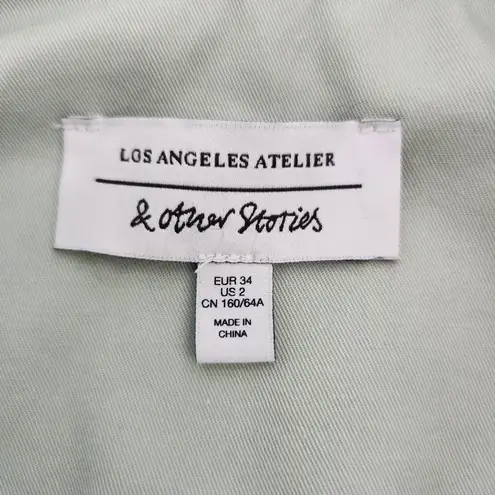 LOS ANGELES ATELIER
& other Stories
EUR 34
US 2
CN 160/64A
MADE IN
CHINA